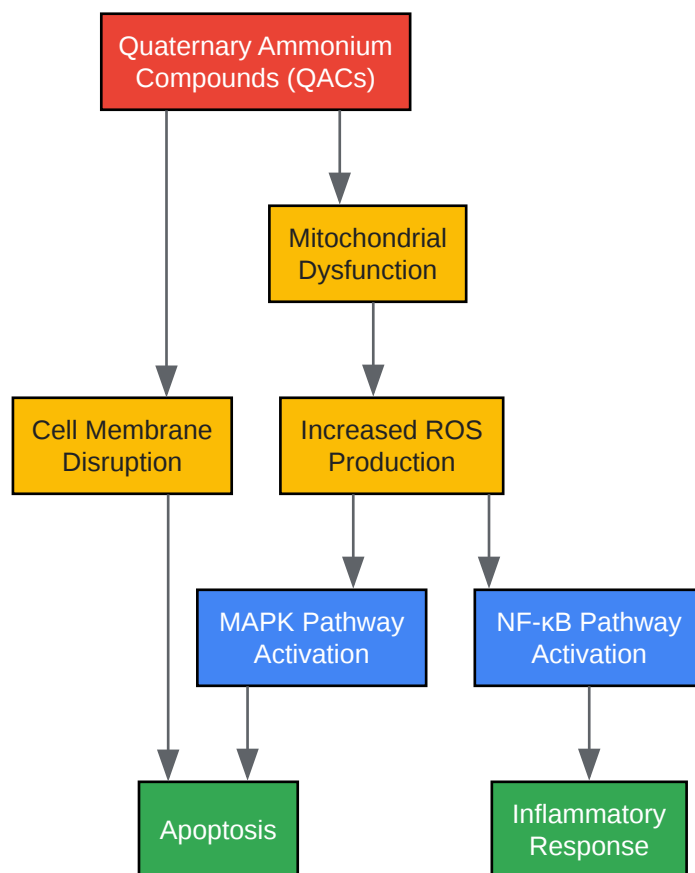 Quaternary Ammonium
Compounds (QACs)
Mitochondrial
Dysfunction
Cell Membrane
Disruption
Increased ROS
Production
MAPK Pathway
Activation
NF-κB Pathway
Activation
Apoptosis
Inflammatory
Response